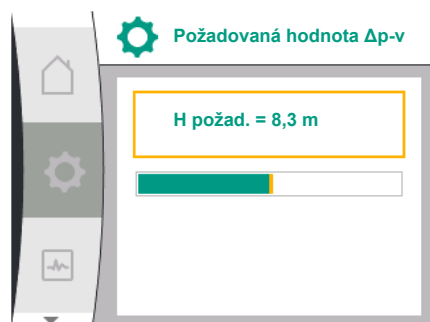 Požadovaná hodnota Δp-v
H požad. = 8,3 m